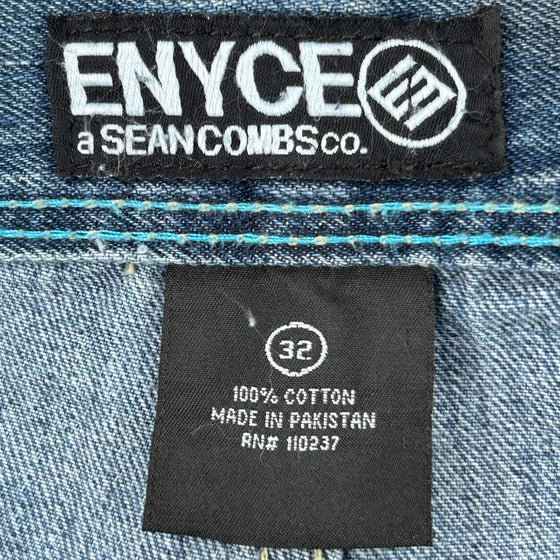 ENYCE
a SEAN COMBS CO.
32
100% COTTON
MADE IN PAKISTAN
RN# 110237